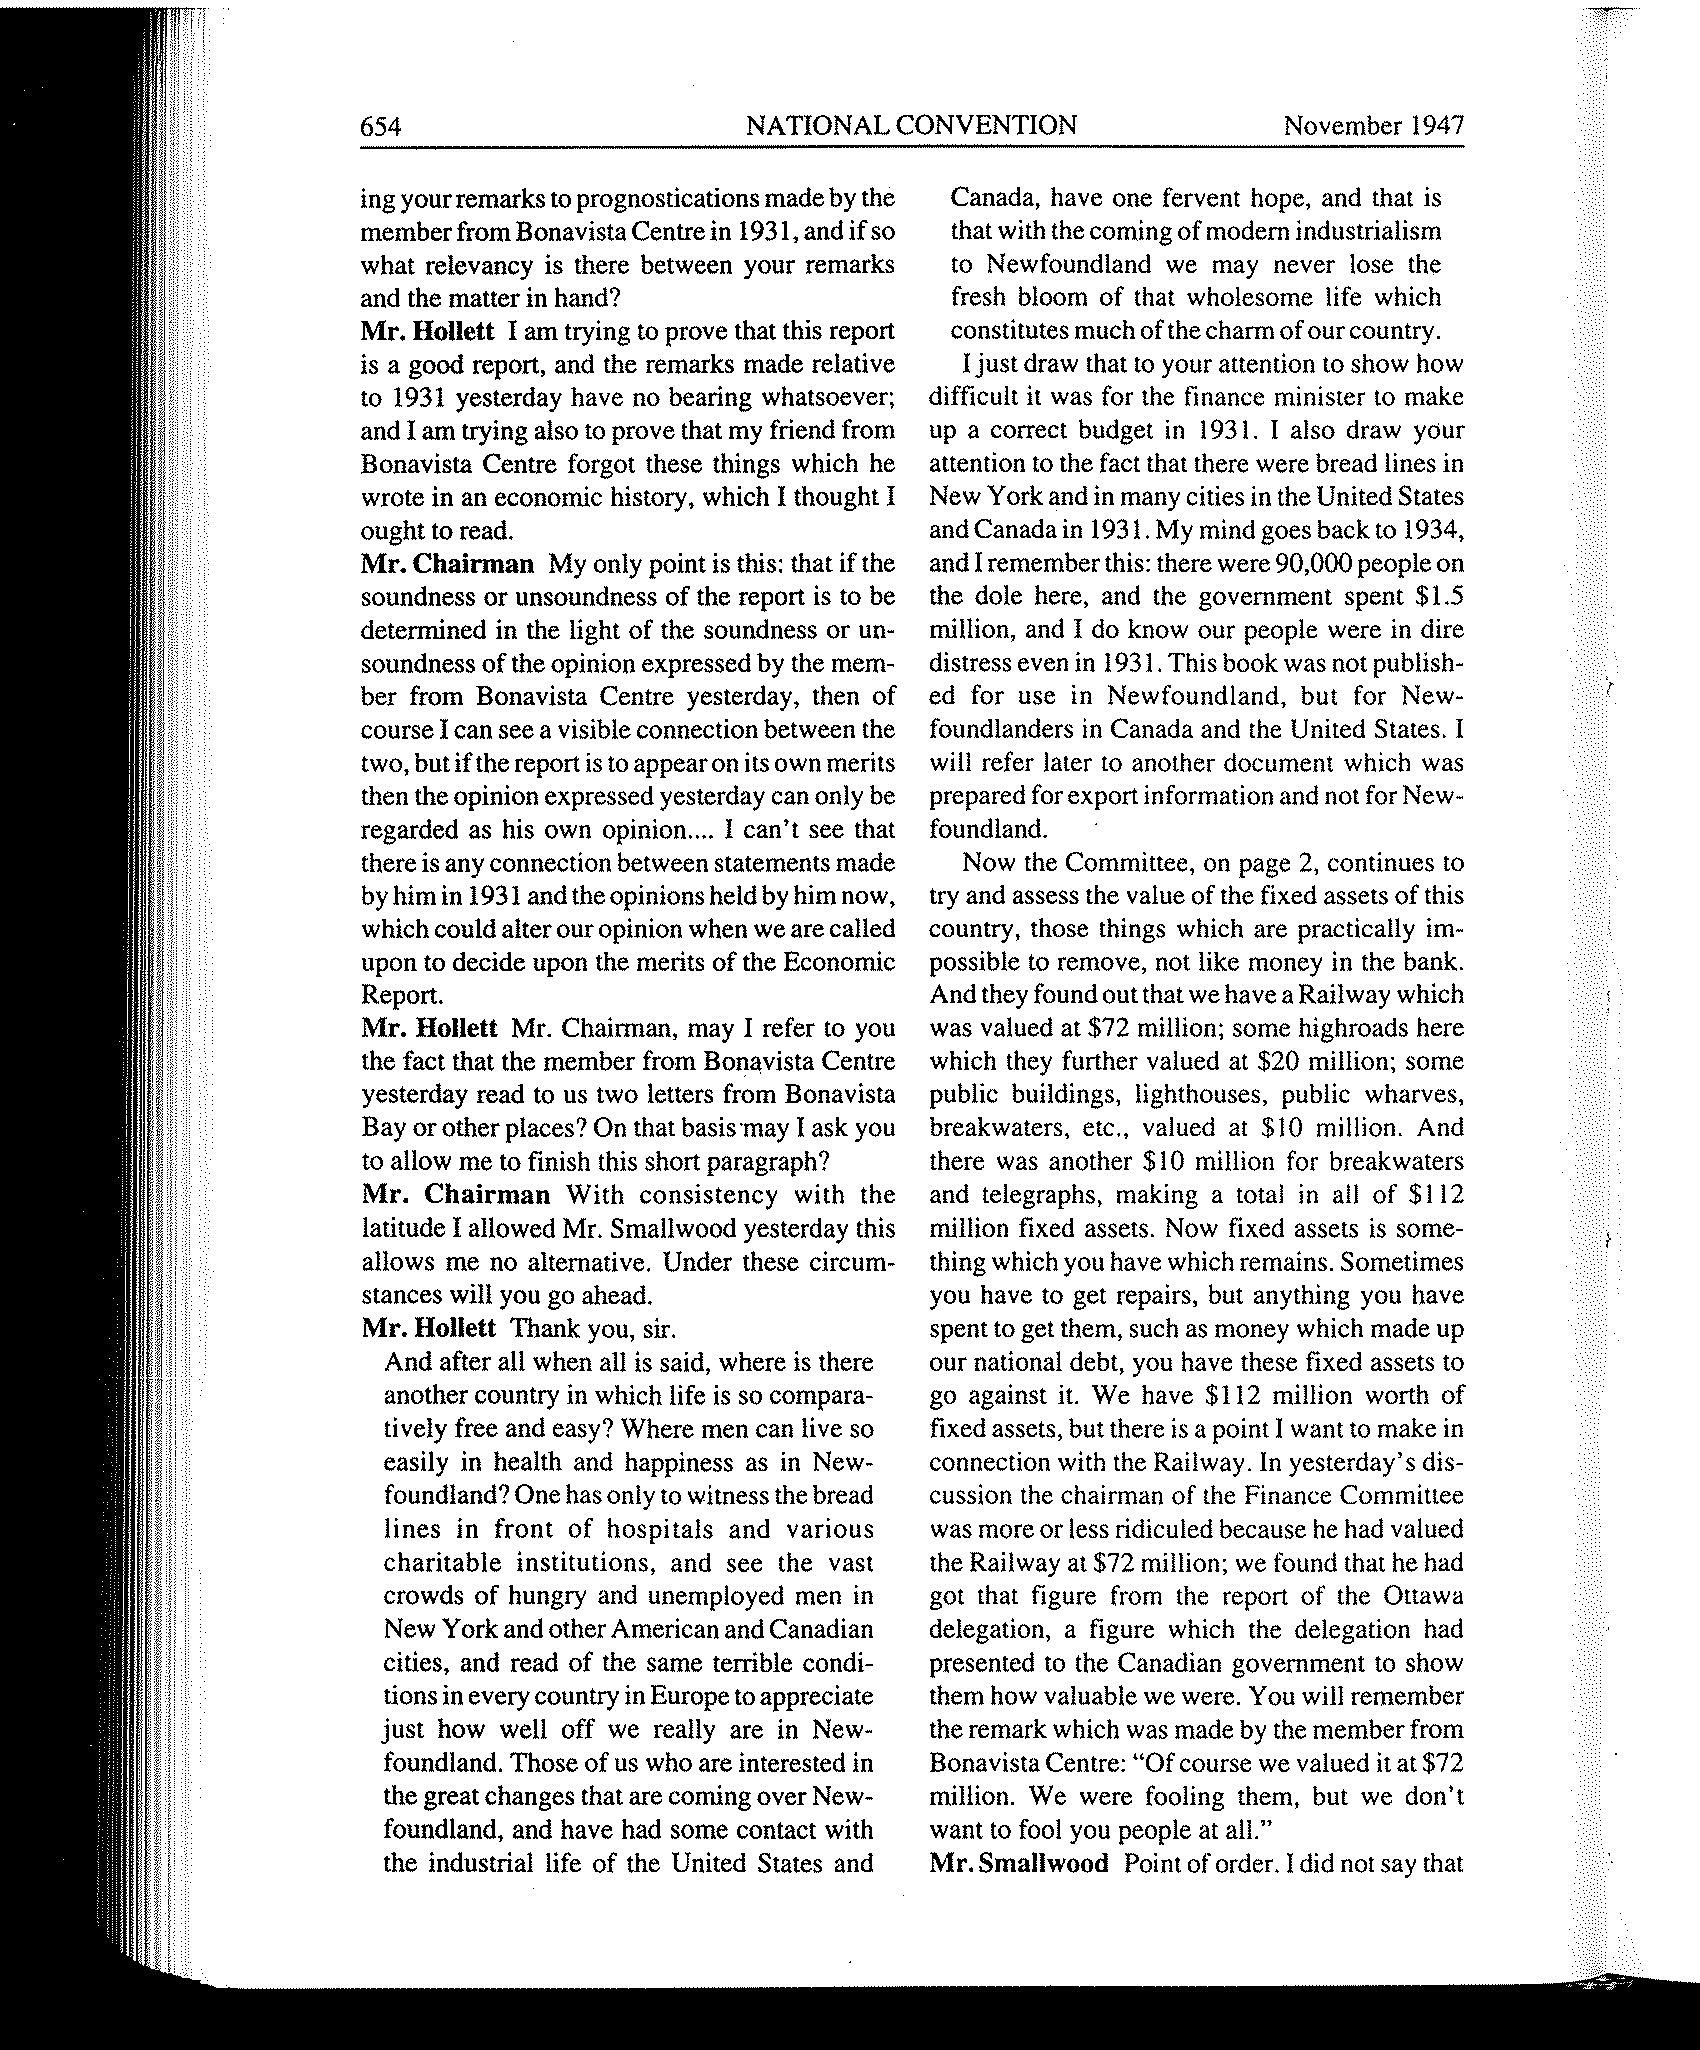 654 NATIONAL CONVENTION November 1947
ing your remarks to prognostications made by the
member from Bonavista Centre in 1931, and if so
what relevancy is there between your remarks
and the matter in hand?
Mr. Hollett I am trying to prove that this report
is a good report, and the remarks made relative
to 1931 yesterday have no bearing whatsoever;
and I am trying also to prove that my friend from
Bonavista Centre forgot these things which he
wrote in an economic history, which I thought I
ought to read.
Mr. Chairman My only point is this: that if the
soundness or unsoundness of the report is to be
determined in the light of the soundness or un-
soundness of the opinion expressed by the mem-
ber from Bonavista Centre yesterday, then of
course I can see a visible connection between the
two, but if the report is to appear on its own merits
then the opinion expressed yesterday can only be
regarded as his own opinion.... I can't see that
there is any connection between statements made
by him in 1931 and the opinions held by him now,
which could alter our opinion when we are called
upon to decide upon the merits of the Economic
Report.
Mr. Hollett Mr. Chairman, may I refer to you
the fact that the member from Bonavista Centre
yesterday read to us two letters from Bonavista
Bay or other places? On that basis may I ask you
to allow me to finish this short paragraph?
Mr. Chairman With consistency with the
latitude I allowed Mr. Smallwood yesterday this
allows me no alternative. Under these circum-
stances will you go ahead.
Mr. Hollett Thank you, sir.
And after all when all is said, where is there
another country in which life is so compara-
tively free and easy? Where men can live so
easily in health and happiness as in New-
foundland? One has only to witness the bread
lines in front of hospitals and various
charitable institutions, and see the vast
crowds of hungry and unemployed men in
New York and other American and Canadian
cities, and read of the same terrible condi-
tions in every country in Europe to appreciate
just how well off we really are in New-
foundland. Those of us who are interested in
the great changes that are coming over New-
foundland, and have had some contact with
the industrial life of the United States and
Canada, have one fervent hope, and that is
that with the coming of modern industrialism
to Newfoundland we may never lose the
fresh bloom of that wholesome life which
constitutes much of the charm of our country.
I just draw that to your attention to show how
difficult it was for the finance minister to make
up a correct budget in 1931. I also draw your
attention to the fact that there were bread lines in
New York and in many cities in the United States
and Canada in 1931. My mind goes back to 1934,
and I remember this: there were 90,000 people on
the dole here, and the government spent $1.5
million, and I do know our people were in dire
distress even in 1931. This book was not publish-
ed for use in Newfoundland, but for New-
foundlanders in Canada and the United States. I
will refer later to another document which was
prepared for export information and not for New-
foundland.
Now the Committee, on page 2, continues to
try and assess the value of the fixed assets of this
country, those things which are practically im-
possible to remove, not like money in the bank.
And they found out that we have a Railway which
was valued at $72 million; some highroads here
which they further valued at $20 million; some
public buildings, lighthouses, public wharves,
breakwaters, etc., valued at $10 million. And
there was another $10 million for breakwaters
and telegraphs, making a total in all of $112
million fixed assets. Now fixed assets is some-
thing which you have which remains. Sometimes
you have to get repairs, but anything you have
spent to get them, such as money which made up
our national debt, you have these fixed assets to
go against it. We have $112 million worth of
fixed assets, but there is a point I want to make in
connection with the Railway. In yesterday's dis-
cussion the chairman of the Finance Committee
was more or less ridiculed because he had valued
the Railway at $72 million; we found that he had
got that figure from the report of the Ottawa
delegation, a figure which the delegation had
presented to the Canadian government to show
them how valuable we were. You will remember
the remark which was made by the member from
Bonavista Centre: "Of course we valued it at $72
million. We were fooling them, but we don't
want to fool you people at all."
Mr. Smallwood Point of order. I did not say that